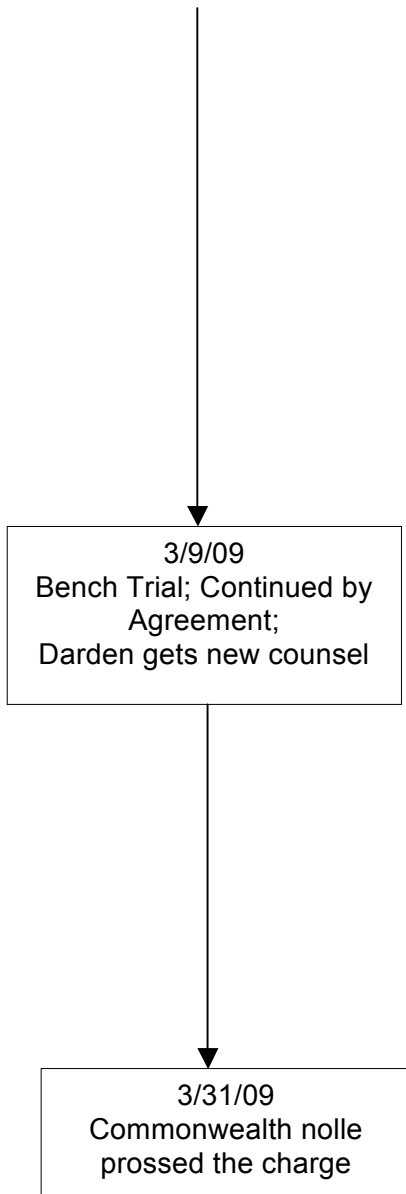 3/9/09
Bench Trial; Continued by
Agreement;
Darden gets new counsel
3/31/09
Commonwealth nolle
prossed the charge